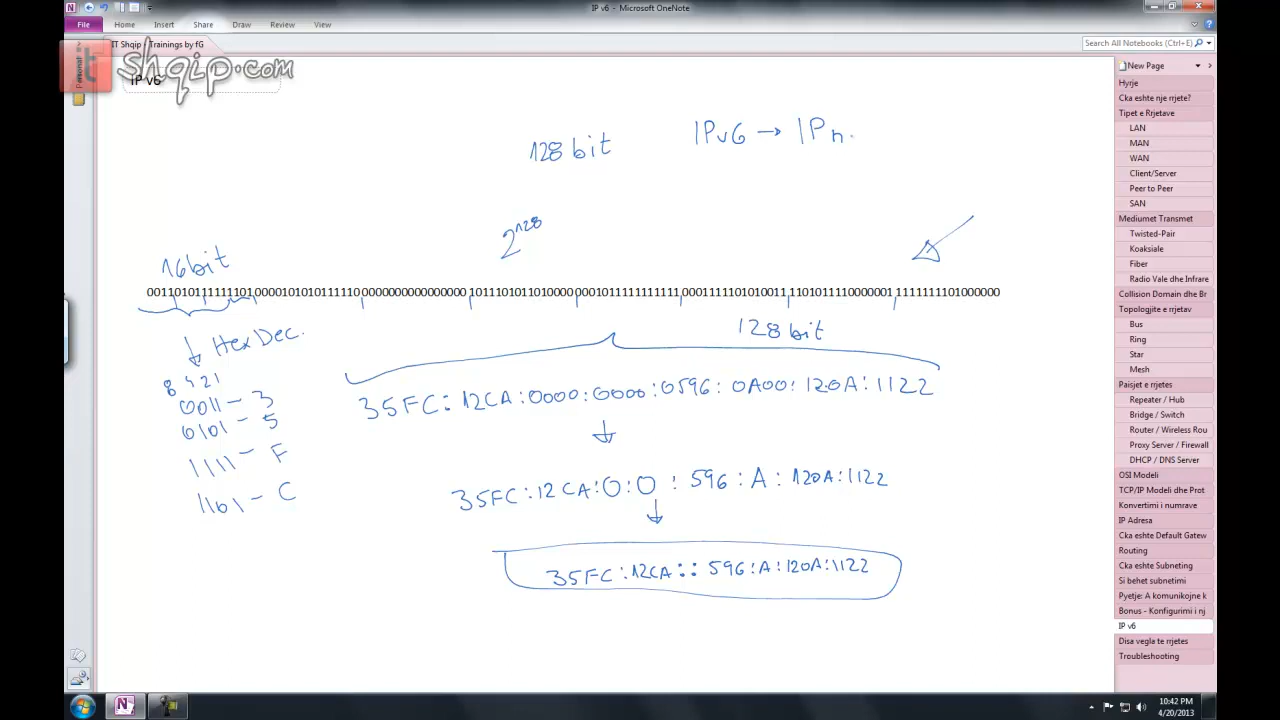 IP v6 - Microsoft OneNote
File Home Insert Share Draw Review View
IT Shqip - Trainings by fG
Search All Notebooks (Ctrl+E)
t shqip.com
IP v6
128 bit
IPv6 → IPn.
2^128
16bit
128 bit
HexDec.
8 4 2 1
0011 - 3
0101 - 5
1111 - F
1101 - C
35FC:12CA:0000:0000:0596:0A00:120A:1122
35FC:12CA:0:0:596:A:120A:1122
35FC:12CA::596:A:120A:1122
New Page
Hyrje
Cka eshte nje rrjete?
Tipet e Rrjetave
LAN
MAN
WAN
Client/Server
Peer to Peer
SAN
Mediumet Transmet
Twisted-Pair
Koaksiale
Fiber
Radio Vale dhe Infrare
Collision Domain dhe Br
Topologjite e rrjetav
Bus
Ring
Star
Mesh
Paisjet e rrjetes
Repeater / Hub
Bridge / Switch
Router / Wireless Rou
Proxy Server / Firewall
DHCP / DNS Server
OSI Modeli
TCP/IP Modeli dhe Prot
Konvertimi i numrave
IP Adresa
Cka eshte Default Gatew
Routing
Cka eshte Subneting
Si behet subnetimi
Pyetje: A komunikojne k
Bonus - Konfigurimi i nj
IP v6
Disa vegla te rrjetes
Troubleshooting
10:42 PM
4/20/2013